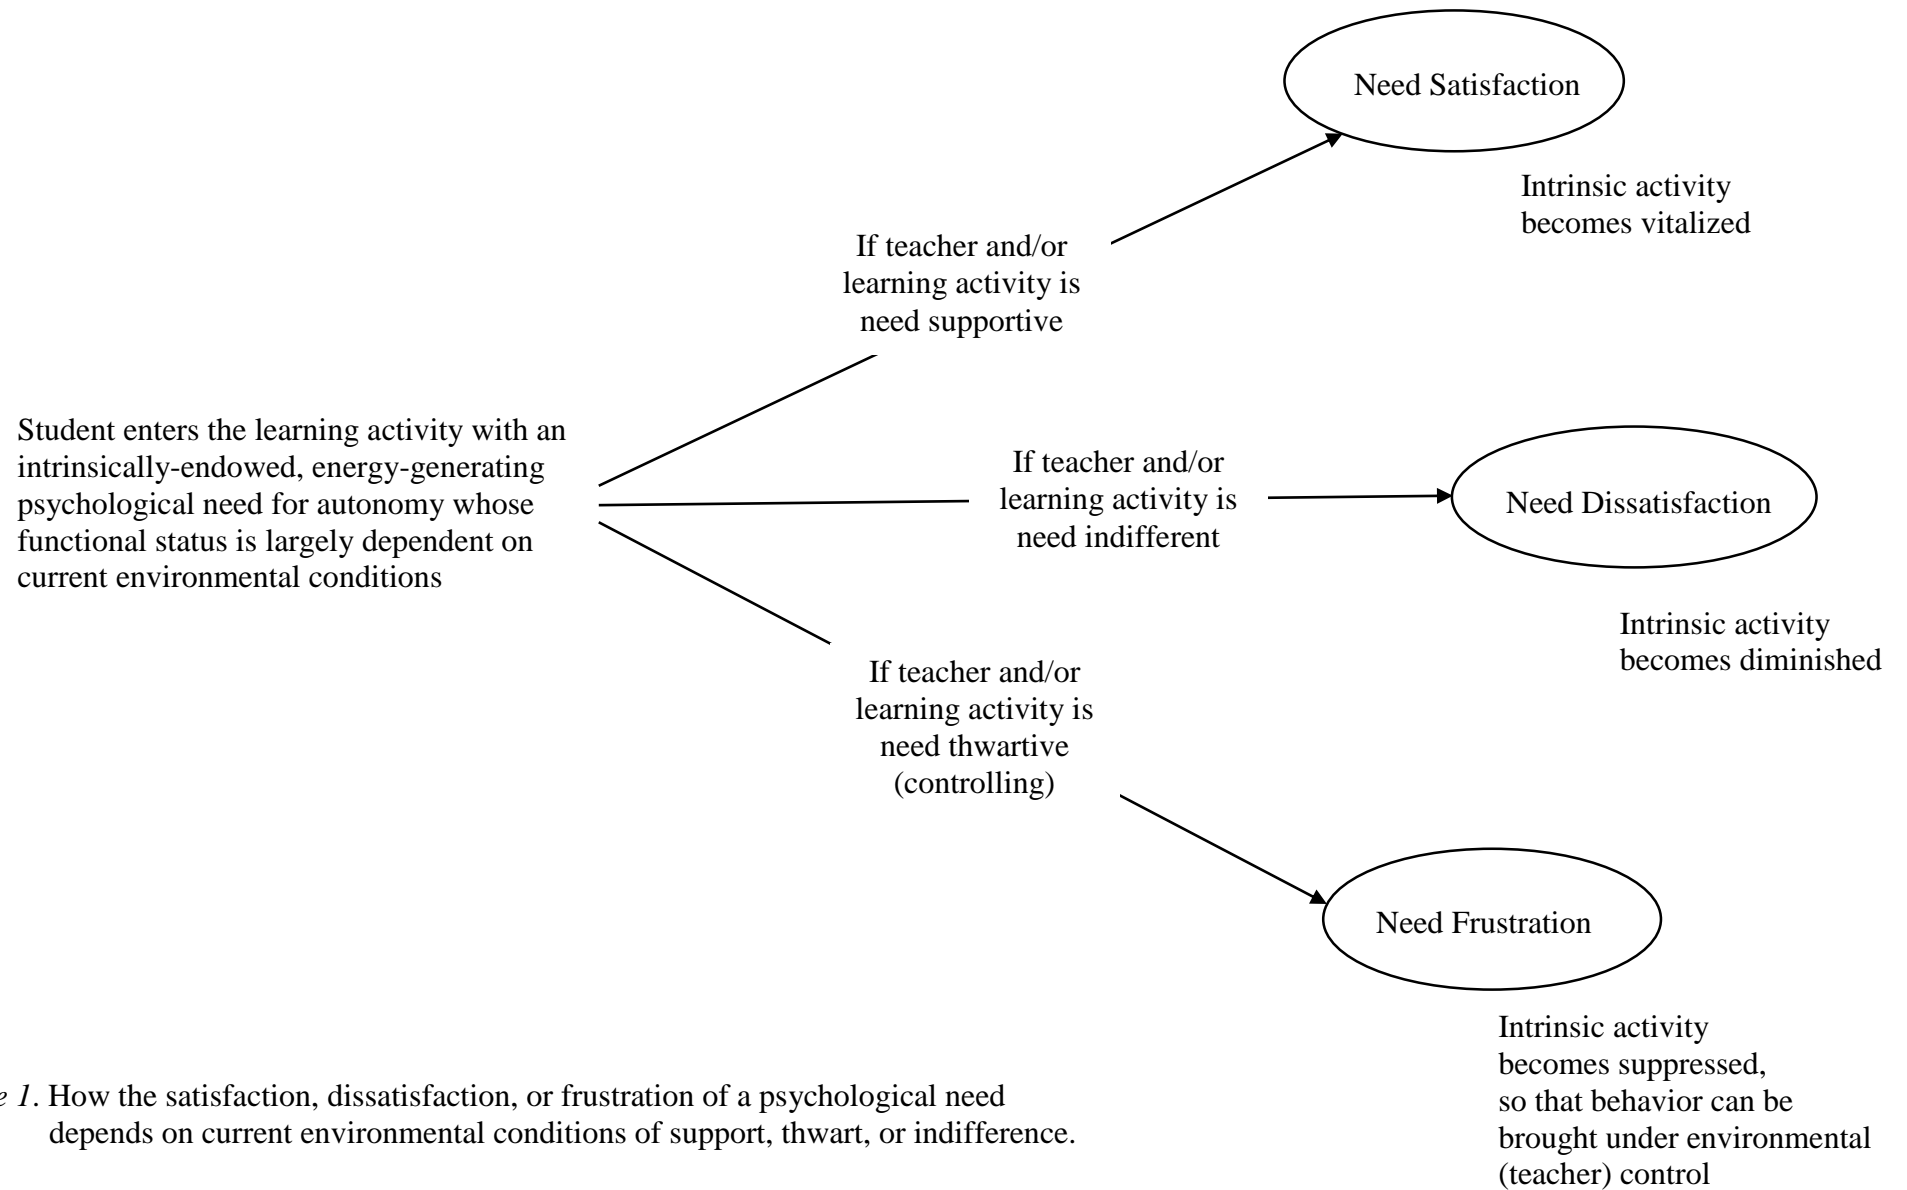 Need Satisfaction
Intrinsic activity
becomes vitalized
If teacher and/or
learning activity is
need supportive
Student enters the learning activity with an
intrinsically-endowed, energy-generating
psychological need for autonomy whose
functional status is largely dependent on
current environmental conditions
If teacher and/or
learning activity is
need indifferent
Need Dissatisfaction
Intrinsic activity
becomes diminished
If teacher and/or
learning activity is
need thwartive
(controlling)
Need Frustration
Intrinsic activity
becomes suppressed,
so that behavior can be
brought under environmental
(teacher) control
e 1. How the satisfaction, dissatisfaction, or frustration of a psychological need
depends on current environmental conditions of support, thwart, or indifference.